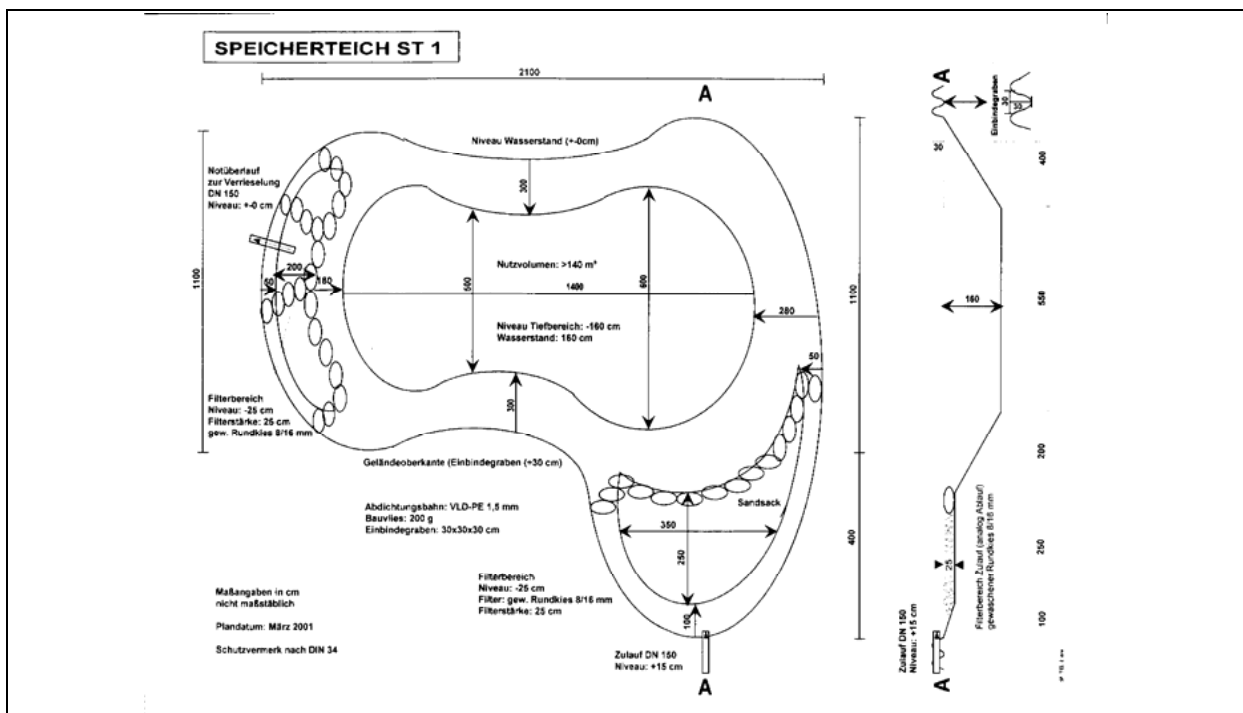 SPEICHERTEICH ST 1
2100
A
A
Niveau Wasserstand (+-0cm)
Einbindegraben
30
30
30
Notüberlauf
zur Verrieselung
DN 150
Niveau: +-0 cm
1100
300
400
Nutzvolumen: >140 m³
200
50
180
1400
600
1100
160
550
Niveau Tiefbereich: -160 cm
Wasserstand: 160 cm
280
50
Filterbereich
Niveau: -25 cm
Filterstärke: 25 cm
gew. Rundkies 8/16 mm
300
200
Geländeoberkante (Einbindegraben (+30 cm)
Abdichtungsbahn: VLD-PE 1,5 mm
Bauvlies: 200 g
Einbindegraben: 30x30x30 cm
Sandsack
350
250
400
25
250
Filterbereich Zulauf (analog Ablauf)
gewaschener Rundkies 8/16 mm
Filterbereich
Niveau: -25 cm
Filter: gew. Rundkies 8/16 mm
Filterstärke: 25 cm
Maßangaben in cm
nicht maßstäblich
Plandatum: März 2001
Schutzvermerk nach DIN 34
100
100
Zulauf DN 150
Niveau: +15 cm
Zulauf DN 150
Niveau: +15 cm
A
A